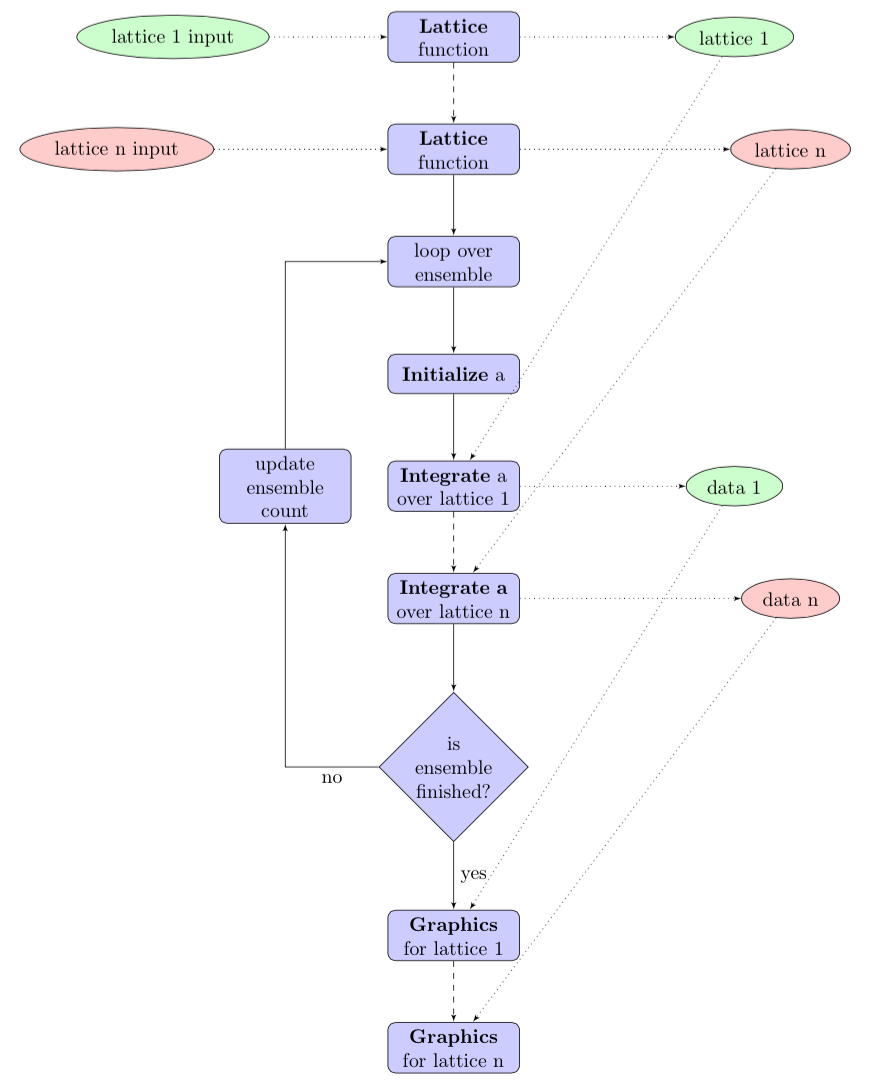 lattice 1 input
Lattice
function
lattice 1
lattice n input
Lattice
function
lattice n
loop over
ensemble
Initialize a
update
ensemble
count
Integrate a
over lattice 1
data 1
Integrate a
over lattice n
data n
is
ensemble
finished?
no
yes
Graphics
for lattice 1
Graphics
for lattice n